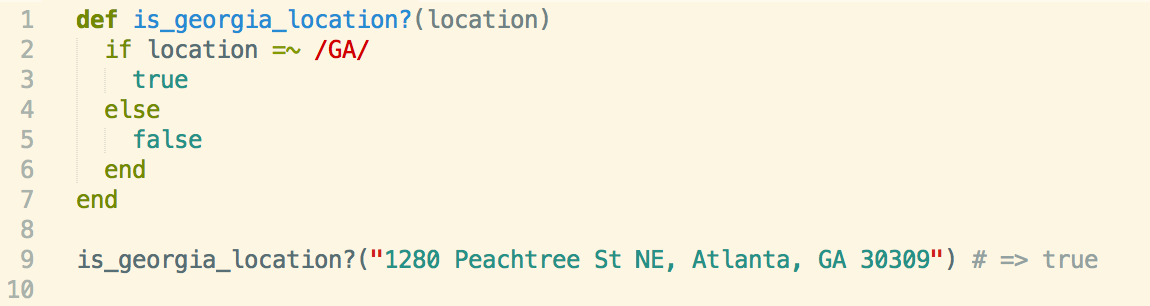 1 def is_georgia_location?(location)
2   if location =~ /GA/
3     true
4   else
5     false
6   end
7 end
8
9 is_georgia_location?("1280 Peachtree St NE, Atlanta, GA 30309") # => true
10